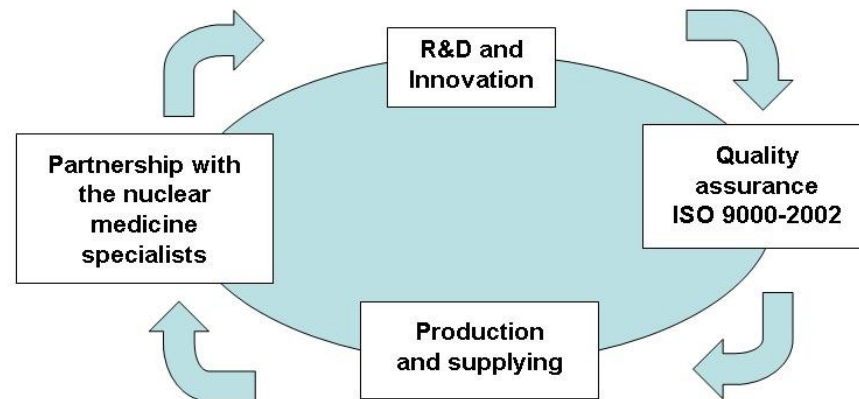 R&D and
Innovation
Quality
assurance
ISO 9000-2002
Production
and supplying
Partnership with
the nuclear
medicine
specialists